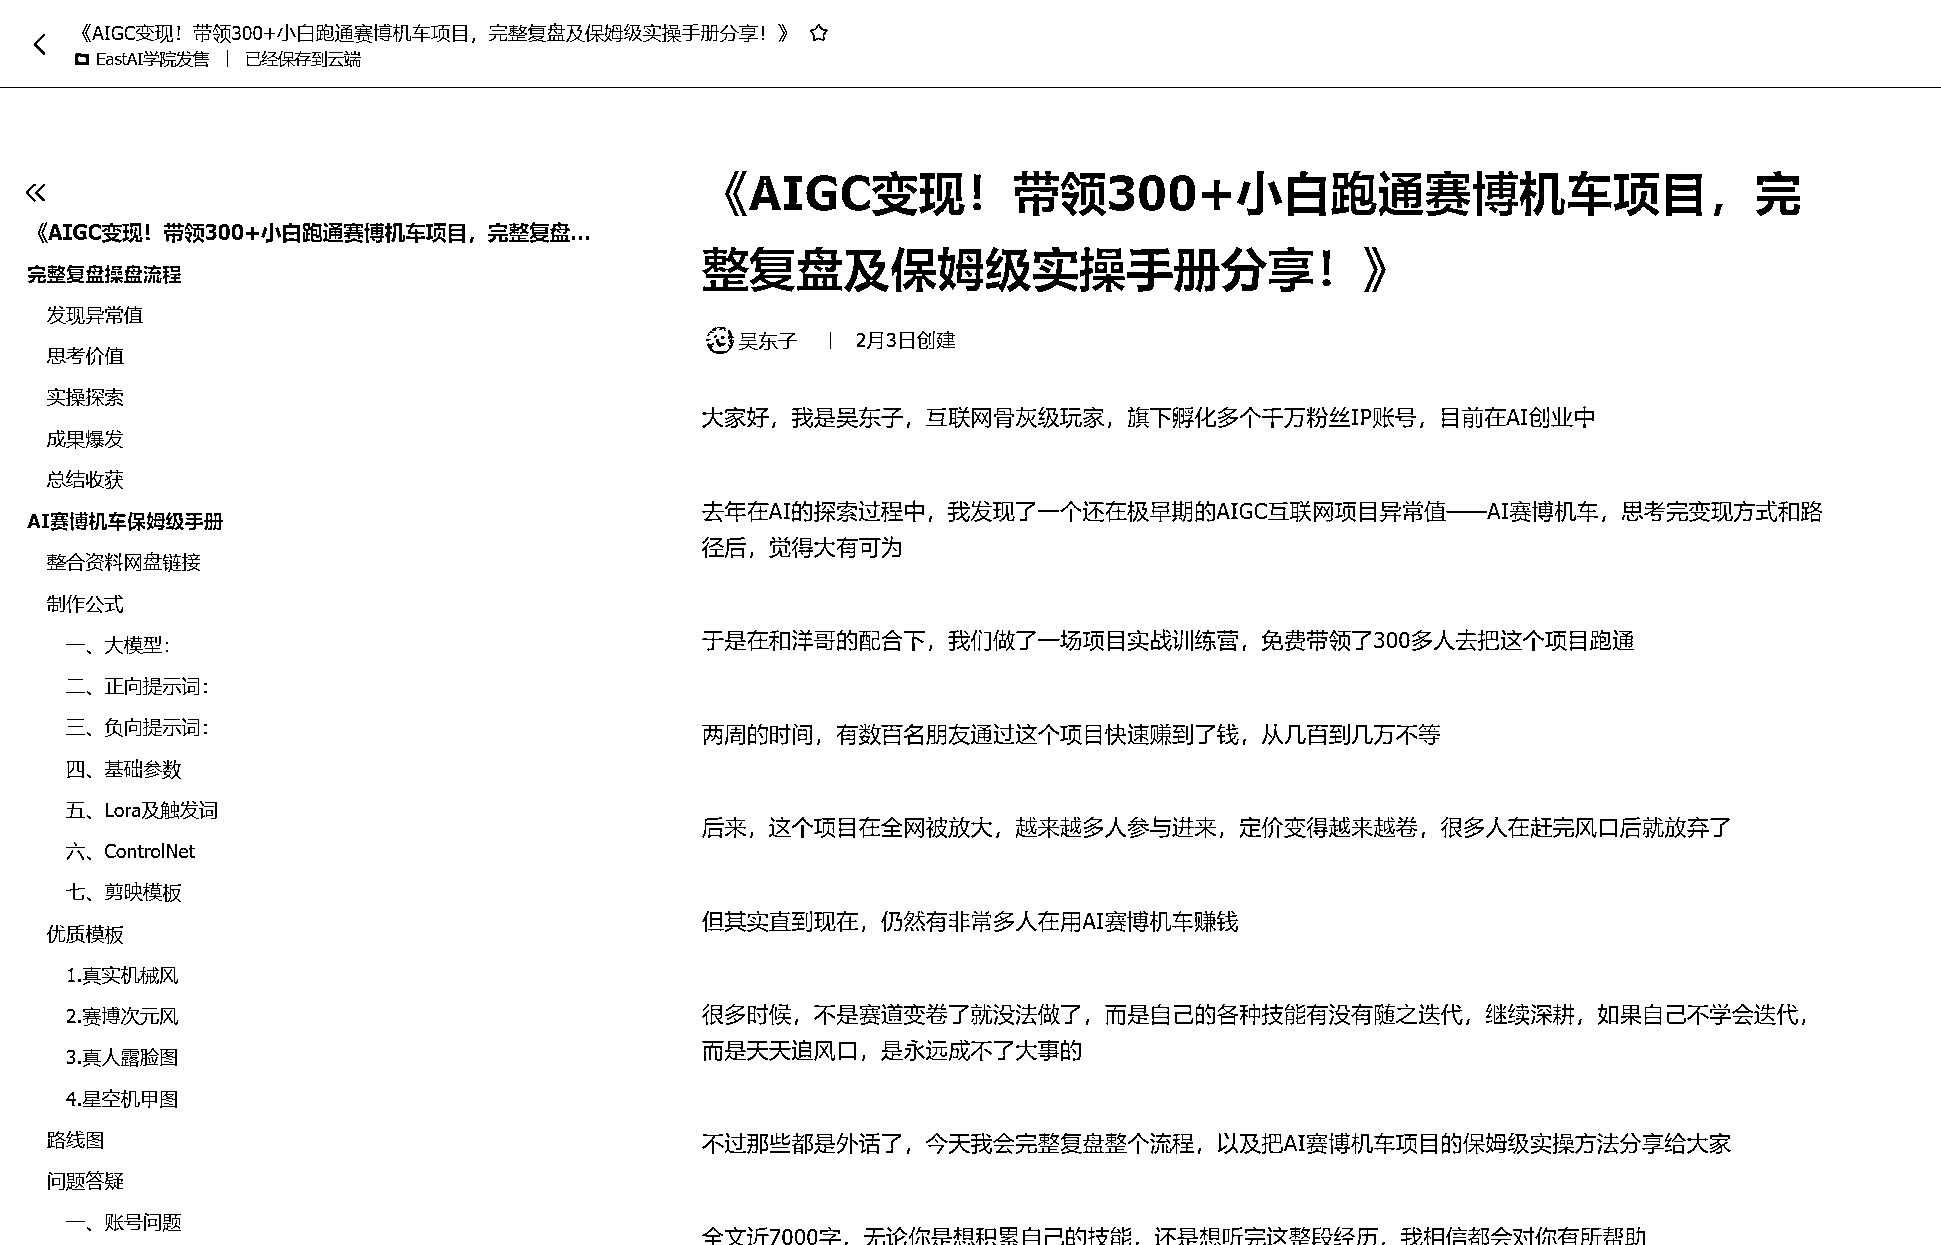 《AIGC变现！带领300+小白跑通赛博机车项目，完整复盘及保姆级实操手册分享！》
EastAI学院发售 | 已经保存到云端
《AIGC变现！带领300+小白跑通赛博机车项目，完整复盘...
完整复盘操盘流程
发现异常值
思考价值
实操探索
成果爆发
总结收获
AI赛博机车保姆级手册
整合资料网盘链接
制作公式
一、大模型：
二、正向提示词：
三、负向提示词：
四、基础参数
五、Lora及触发词
六、ControlNet
七、剪映模板
优质模板
1.真实机械风
2.赛博次元风
3.真人露脸图
4.星空机甲图
路线图
问题答疑
一、账号问题
《AIGC变现！带领300+小白跑通赛博机车项目，完
整复盘及保姆级实操手册分享！》
吴东子 | 2月3日创建
大家好，我是吴东子，互联网骨灰级玩家，旗下孵化多个千万粉丝IP账号，目前在AI创业中
去年在AI的探索过程中，我发现了一个还在极早期的AIGC互联网项目异常值——AI赛博机车，思考完变现方式和路
径后，觉得大有可为
于是在和洋哥的配合下，我们做了一场项目实战训练营，免费带领了300多人去把这个项目跑通
两周的时间，有数百名朋友通过这个项目快速赚到了钱，从几百到几万不等
后来，这个项目在全网被放大，越来越多人参与进来，定价变得越来越卷，很多人在赶完风口后就放弃了
但其实直到现在，仍然有非常多人在用AI赛博机车赚钱
很多时候，不是赛道变卷了就没法做了，而是自己的各种技能有没有随之迭代，继续深耕，如果自己不学会迭代，
而是天天追风口，是永远成不了大事的
不过那些都是外话了，今天我会完整复盘整个流程，以及把AI赛博机车项目的保姆级实操方法分享给大家
全文近7000字，无论你是想积累自己的技能，还是想听完这整段经历，我相信都会对你有所帮助